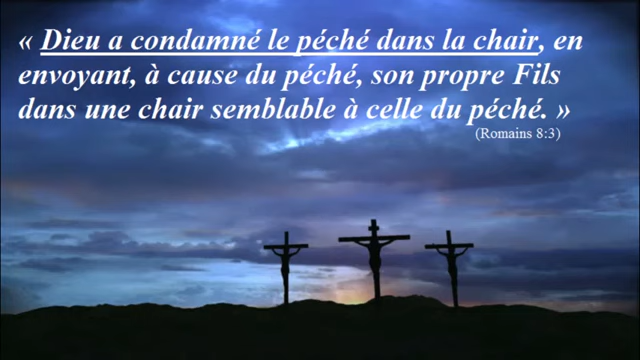 « Dieu a condamné le péché dans la chair, en
envoyant, à cause du péché, son propre Fils
dans une chair semblable à celle du péché. »
(Romains 8:3)